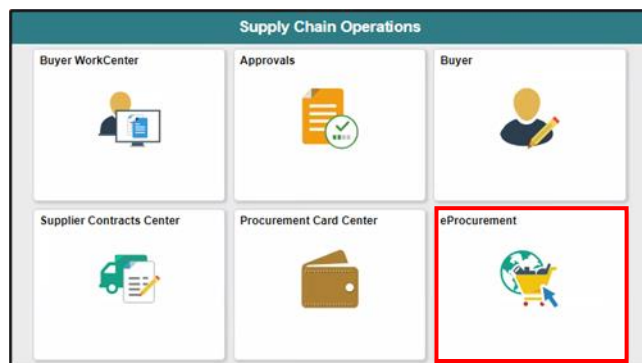 Supply Chain Operations
Buyer WorkCenter
Approvals
Buyer
Supplier Contracts Center
Procurement Card Center
eProcurement